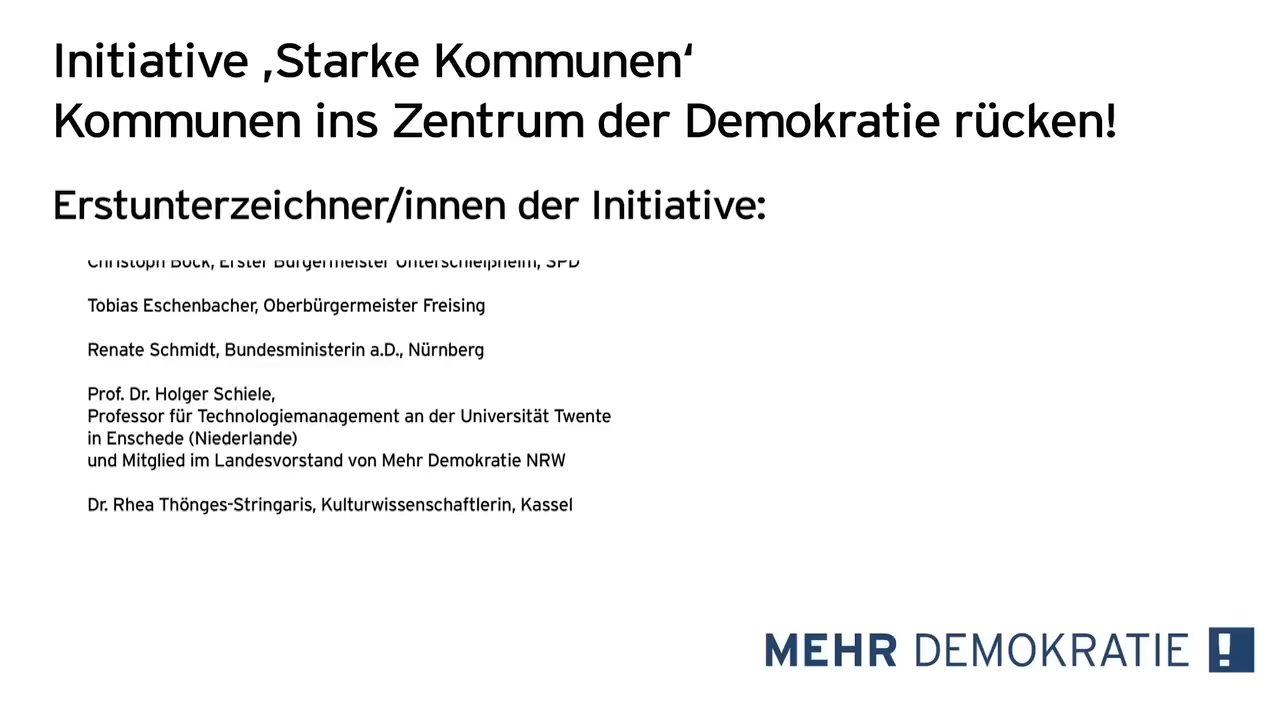 Initiative ‚Starke Kommunen‘
Kommunen ins Zentrum der Demokratie rücken!
Erstunterzeichner/innen der Initiative:
Christoph Böck, Erster Bürgermeister Unterschleißheim, SPD
Tobias Eschenbacher, Oberbürgermeister Freising
Renate Schmidt, Bundesministerin a.D., Nürnberg
Prof. Dr. Holger Schiele,
Professor für Technologiemanagement an der Universität Twente
in Enschede (Niederlande)
und Mitglied im Landesvorstand von Mehr Demokratie NRW
Dr. Rhea Thönges-Stringaris, Kulturwissenschaftlerin, Kassel
MEHR DEMOKRATIE !